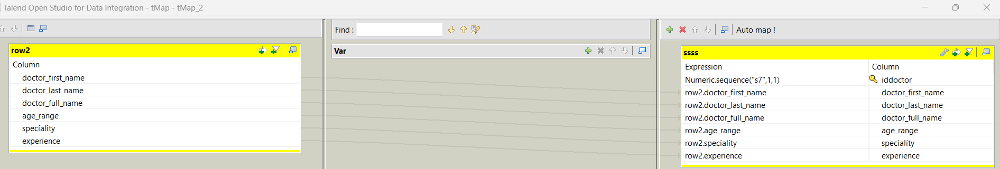 Talend Open Studio for Data Integration - tMap - tMap_2
Find :
Auto map !
row2
Column
doctor_first_name
doctor_last_name
doctor_full_name
age_range
speciality
experience
Var
ssss
Expression Column
Numeric.sequence("s7",1,1) iddoctor
row2.doctor_first_name doctor_first_name
row2.doctor_last_name doctor_last_name
row2.doctor_full_name doctor_full_name
row2.age_range age_range
row2.speciality speciality
row2.experience experience